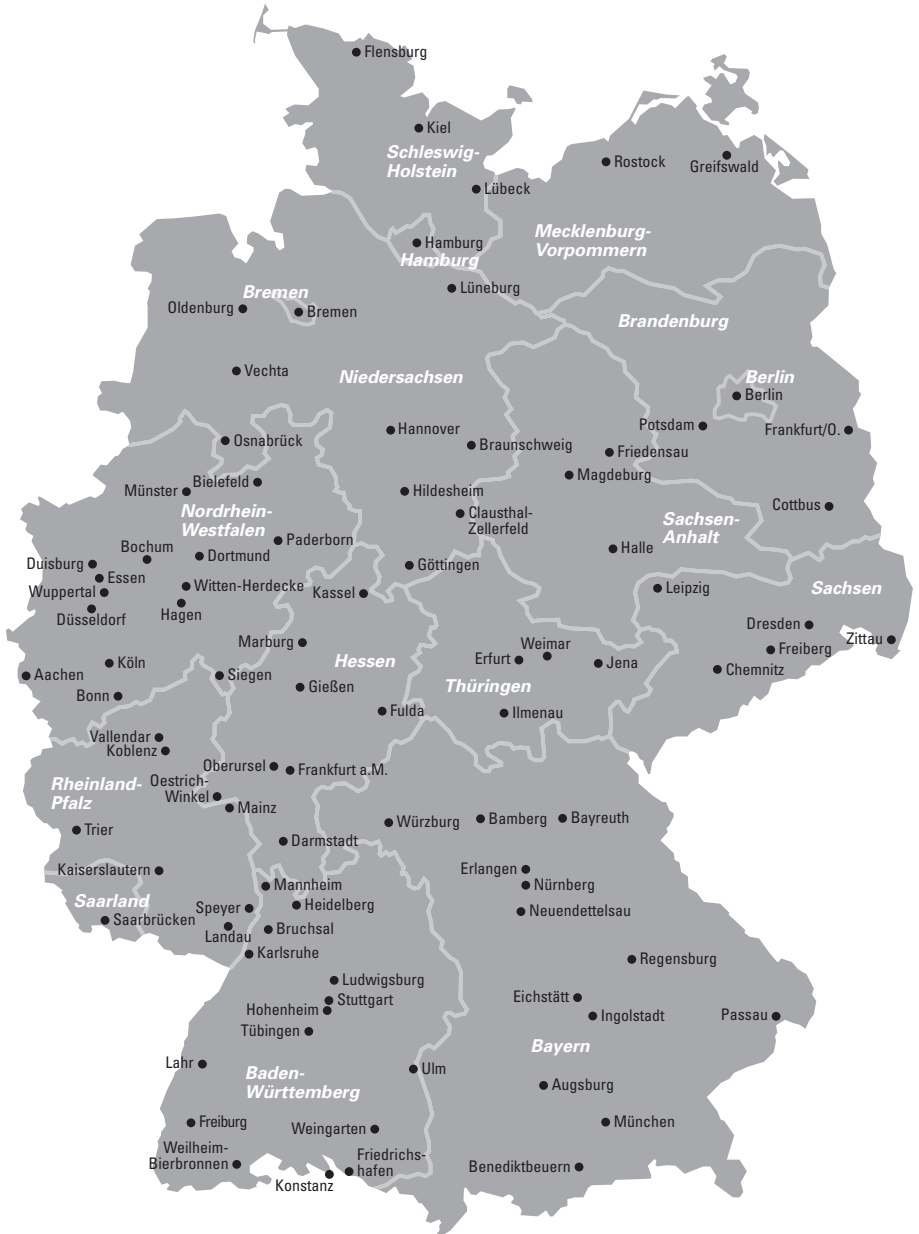 Flensburg
Kiel
Schleswig-
Holstein
Rostock
Greifswald
Lübeck
Hamburg
Hamburg
Mecklenburg-
Vorpommern
Lüneburg
Bremen
Oldenburg
Bremen
Brandenburg
Vechta
Niedersachsen
Berlin
Berlin
Hannover
Potsdam
Frankfurt/O.
Osnabrück
Braunschweig
Friedensau
Magdeburg
Bielefeld
Münster
Hildesheim
Cottbus
Nordrhein-
Westfalen
Clausthal-
Zellerfeld
Sachsen-
Anhalt
Paderborn
Bochum
Dortmund
Halle
Duisburg
Göttingen
Essen
Wuppertal
Witten-Herdecke
Kassel
Leipzig
Sachsen
Düsseldorf
Hagen
Dresden
Zittau
Marburg
Weimar
Freiberg
Köln
Hessen
Erfurt
Jena
Chemnitz
Aachen
Siegen
Gießen
Thüringen
Bonn
Fulda
Ilmenau
Vallendar
Koblenz
Oberursel
Frankfurt a.M.
Rheinland-
Pfalz
Oestrich-
Winkel
Mainz
Trier
Würzburg
Bamberg
Bayreuth
Darmstadt
Kaiserslautern
Erlangen
Mannheim
Nürnberg
Saarland
Speyer
Heidelberg
Neuendettelsau
Saarbrücken
Landau
Bruchsal
Karlsruhe
Regensburg
Ludwigsburg
Stuttgart
Eichstätt
Hohenheim
Ingolstadt
Passau
Tübingen
Bayern
Lahr
Baden-
Württemberg
Ulm
Augsburg
Freiburg
Weingarten
München
Weilheim-
Bierbronnen
Friedrichs-
hafen
Benediktbeuern
Konstanz